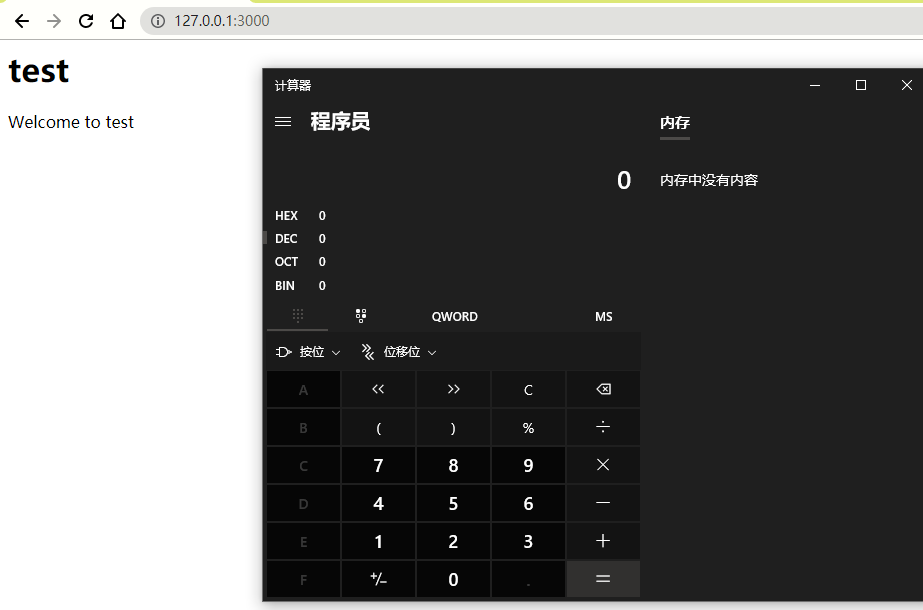 127.0.0.1:3000
test
Welcome to test
计算器
程序员
内存
0
内存中没有内容
HEX 0
DEC 0
OCT 0
BIN 0
QWORD MS
按位 位移位
A << >> C
B ( ) % ÷
C 7 8 9 ×
D 4 5 6 −
E 1 2 3 +
F +/− 0 . =